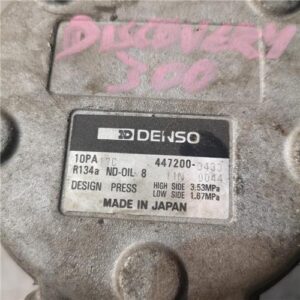 DISCOVERY
300
DENSO
10PA17C 447200-
R134a ND-OIL 8
DESIGN PRESS HIGH SIDE 3.53MPa
LOW SIDE 1.67MPa
MADE IN JAPAN